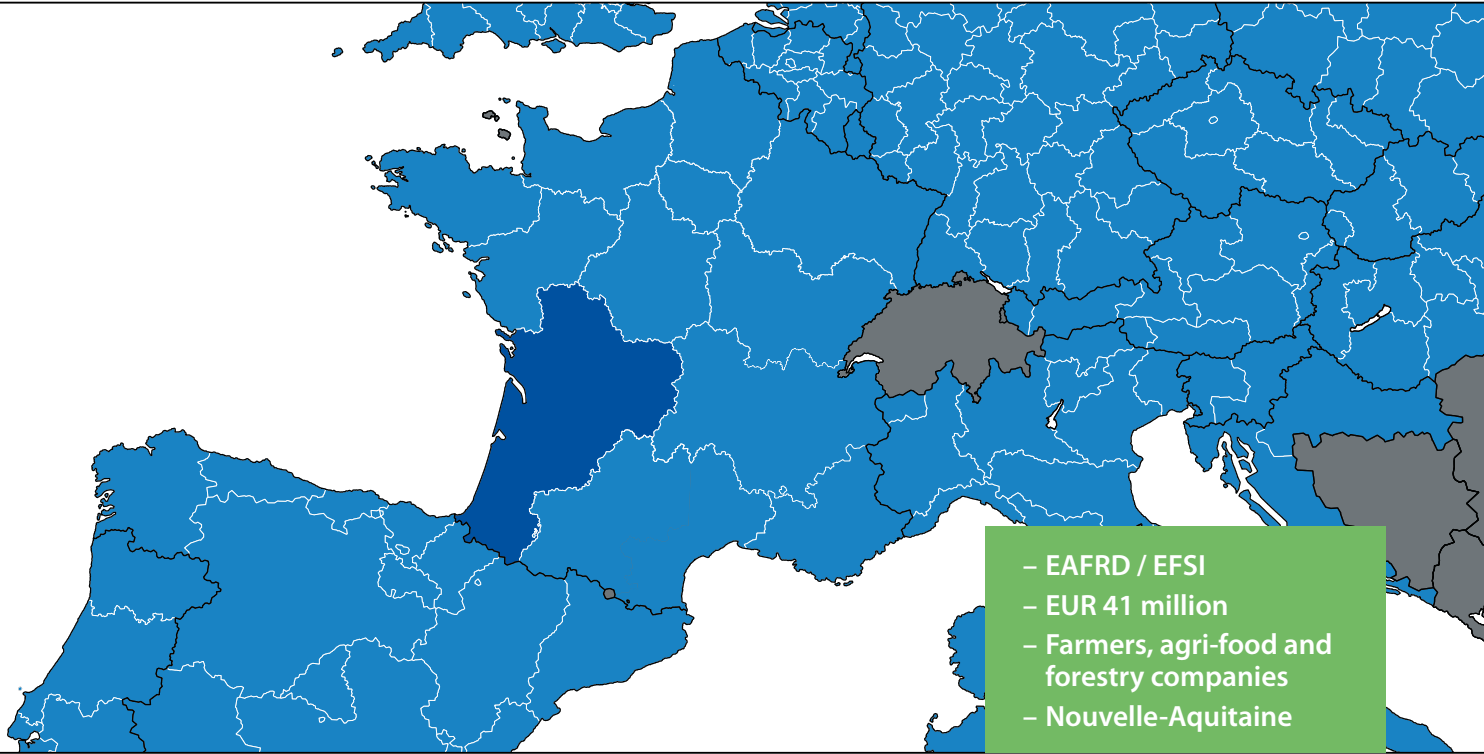 – EAFRD / EFSI
– EUR 41 million
– Farmers, agri-food and
forestry companies
– Nouvelle-Aquitaine